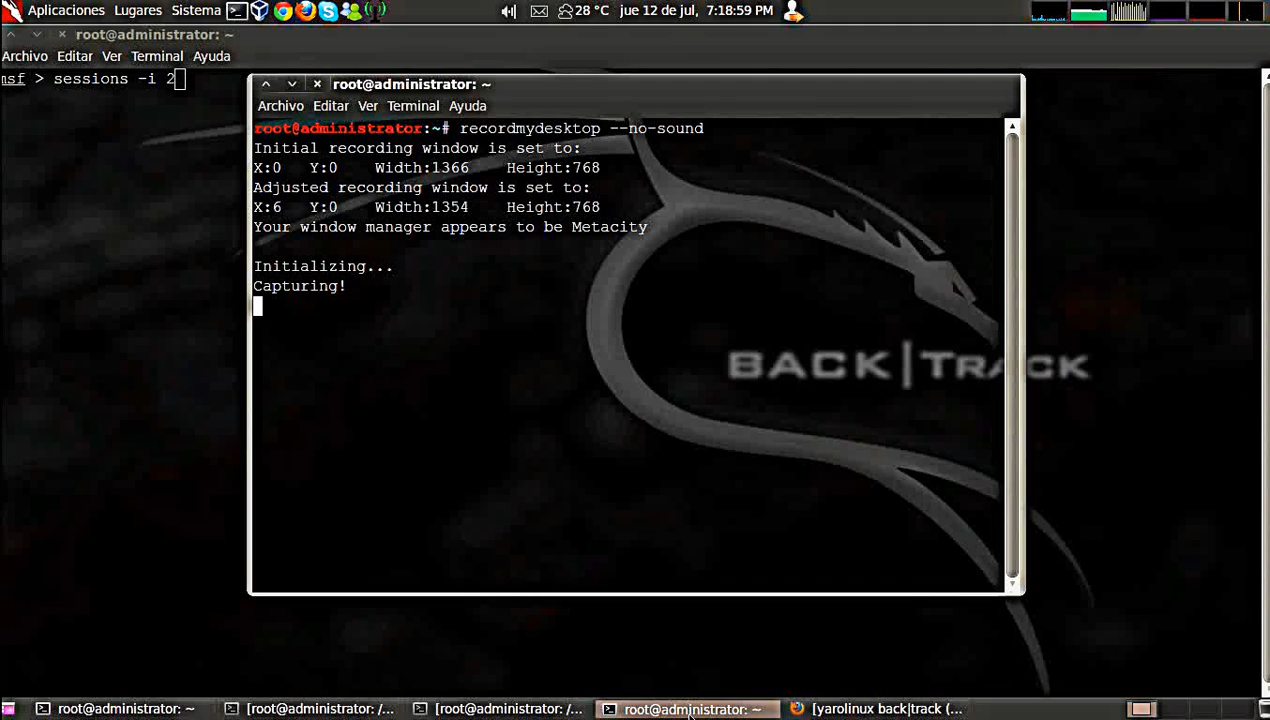 Aplicaciones Lugares Sistema 28 °C jue 12 de jul, 7:18:59 PM
root@administrator: ~
Archivo Editar Ver Terminal Ayuda
msf > sessions -i 2
root@administrator: ~
Archivo Editar Ver Terminal Ayuda
root@administrator:~# recordmydesktop --no-sound
Initial recording window is set to:
X:0 Y:0 Width:1366 Height:768
Adjusted recording window is set to:
X:6 Y:0 Width:1354 Height:768
Your window manager appears to be Metacity
Initializing...
Capturing!
BACK|TRACK
root@administrator: ~ [root@administrator: /... [root@administrator: /... root@administrator: ~ [yarolinux back|track (...